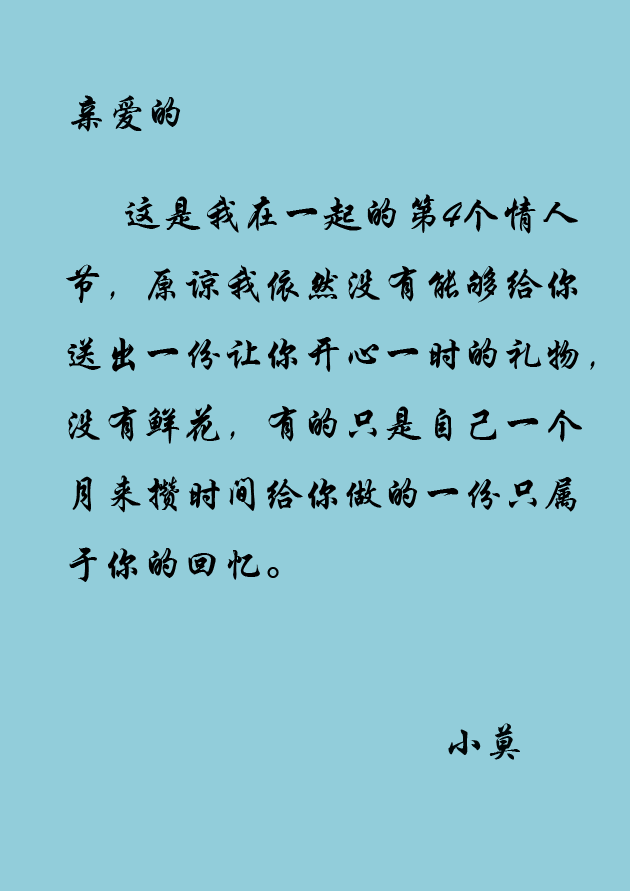 亲爱的
这是我在一起的第4个情人
节，原谅我依然没有能够给你
送出一份让你开心一时的礼物，
没有鲜花，有的只是自己一个
月来攒时间给你做的一份只属
于你的回忆。
小莫